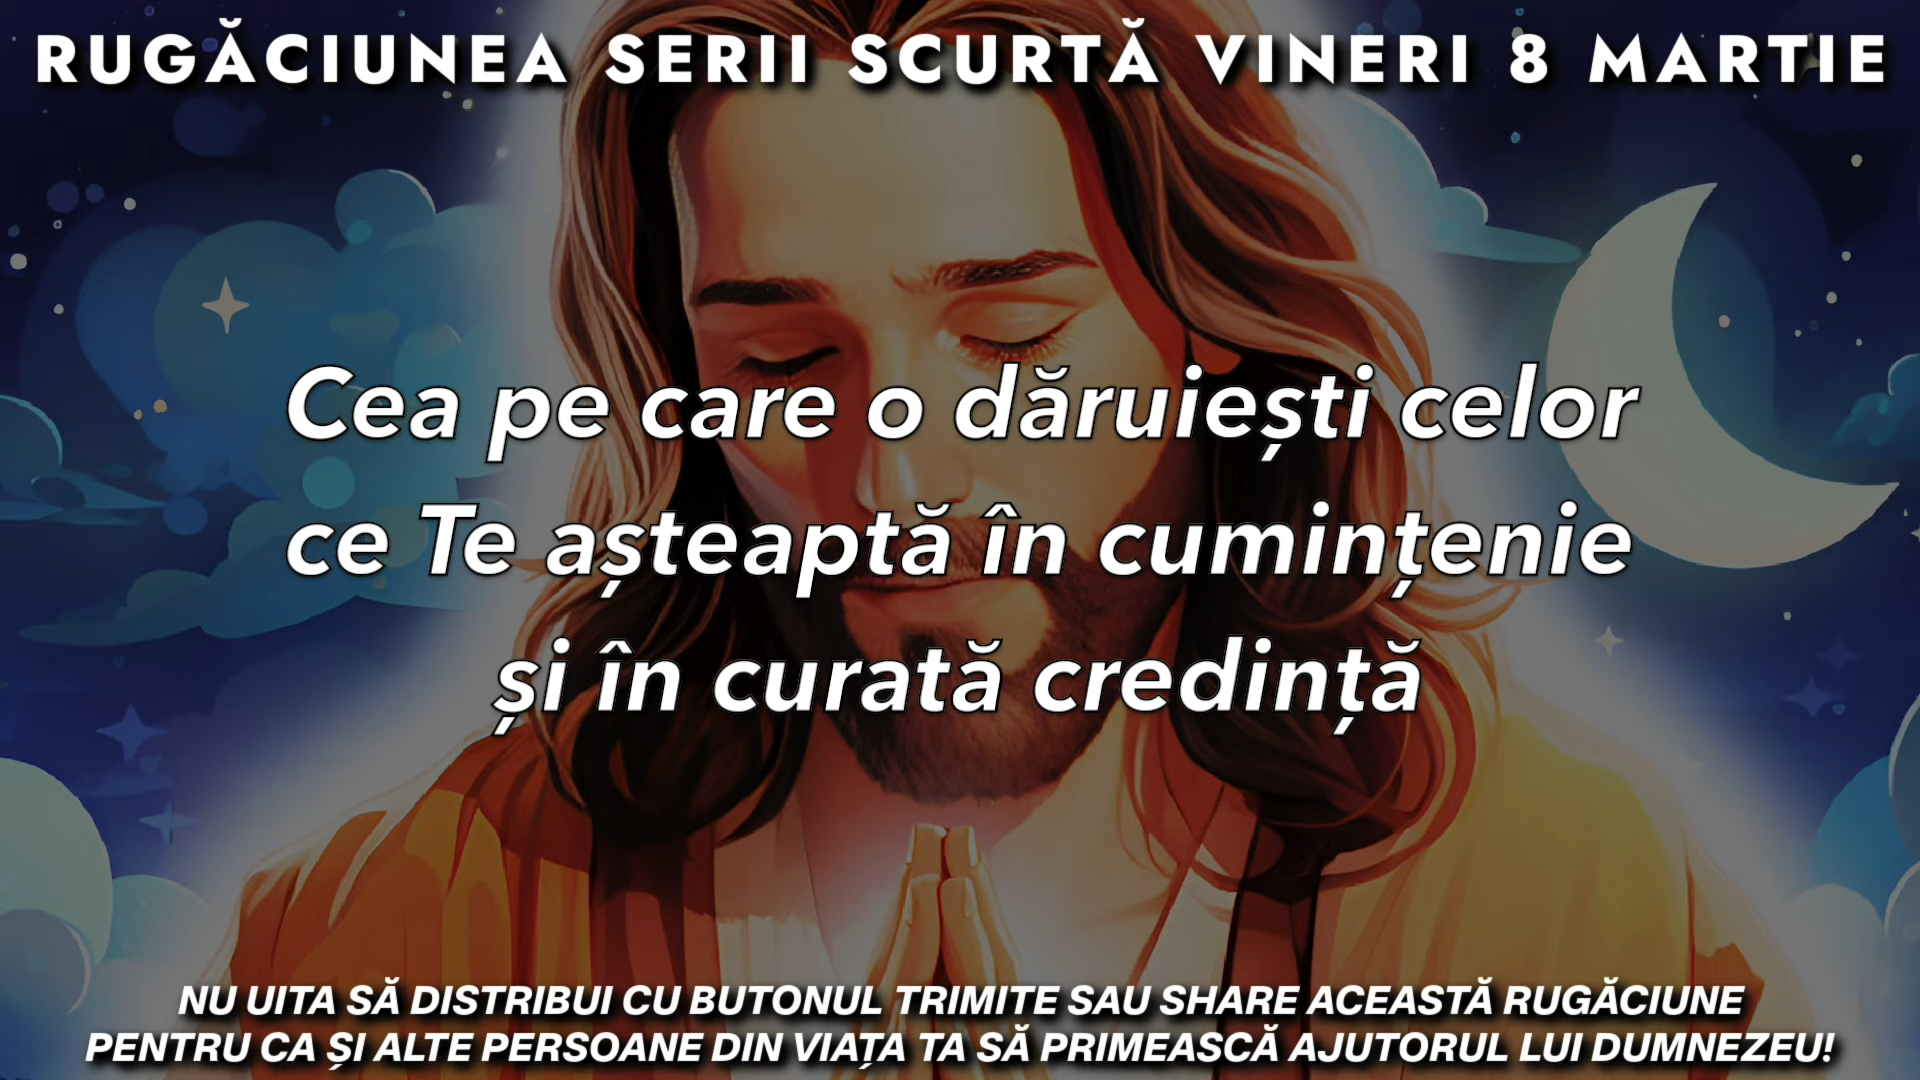 RUGĂCIUNEA SERII SCURTĂ VINERI 8 MARTIE
Cea pe care o dăruiești celor
ce Te așteaptă în cumințenie
și în curată credință
NU UITA SĂ DISTRIBUI CU BUTONUL TRIMITE SAU SHARE ACEASTĂ RUGĂCIUNE
PENTRU CA ȘI ALTE PERSOANE DIN VIAȚA TA SĂ PRIMEASCĂ AJUTORUL LUI DUMNEZEU!